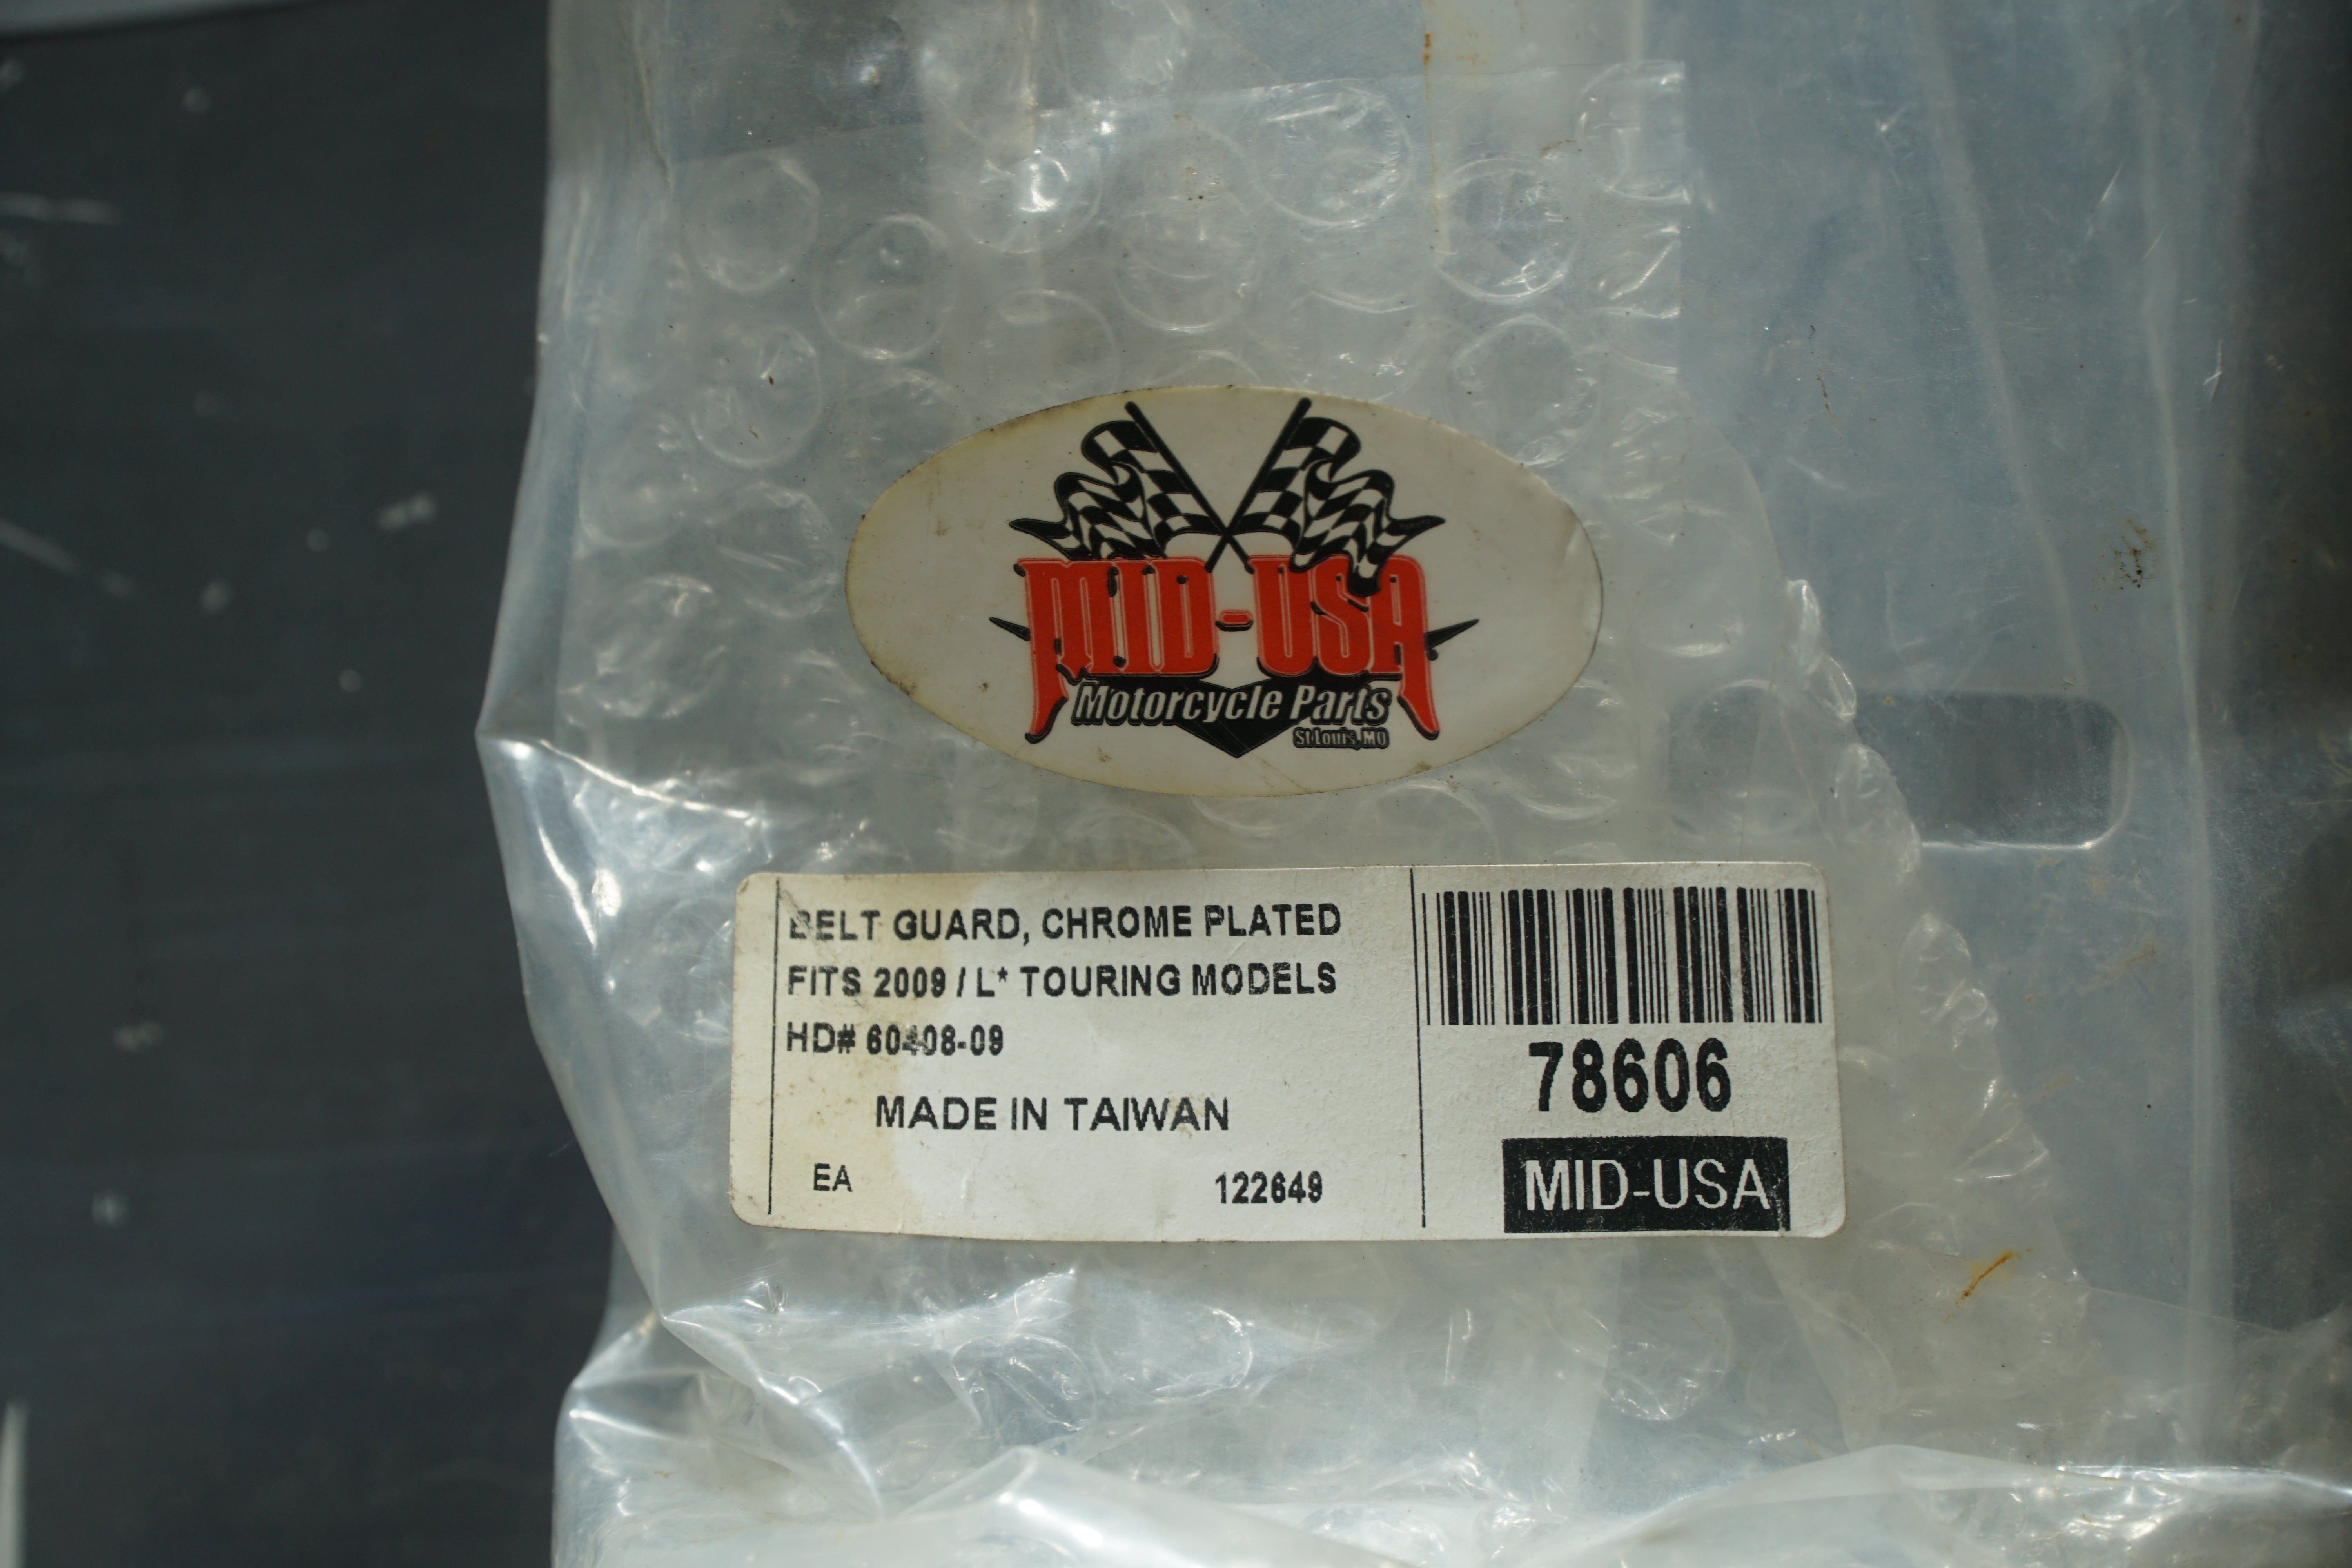 MID-USA
Motorcycle Parts
St Louis, MO
BELT GUARD, CHROME PLATED
FITS 2009 / L* TOURING MODELS
HD# 60408-09
MADE IN TAIWAN
EA 122649
78606
MID-USA